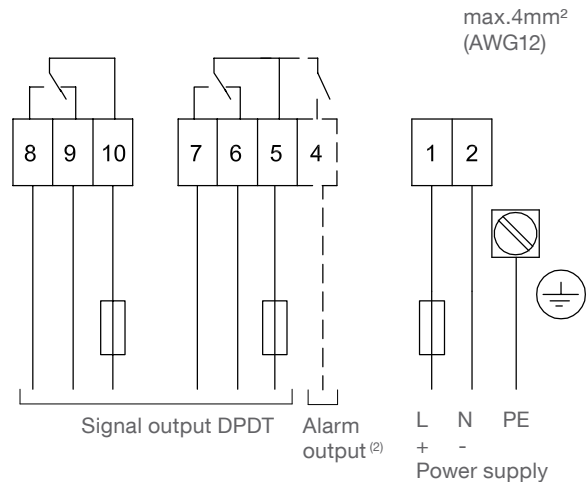 max.4mm²
(AWG12)
8 9 10 7 6 5 4 1 2
Signal output DPDT
Alarm
output ⁽²⁾
L N PE
+ -
Power supply